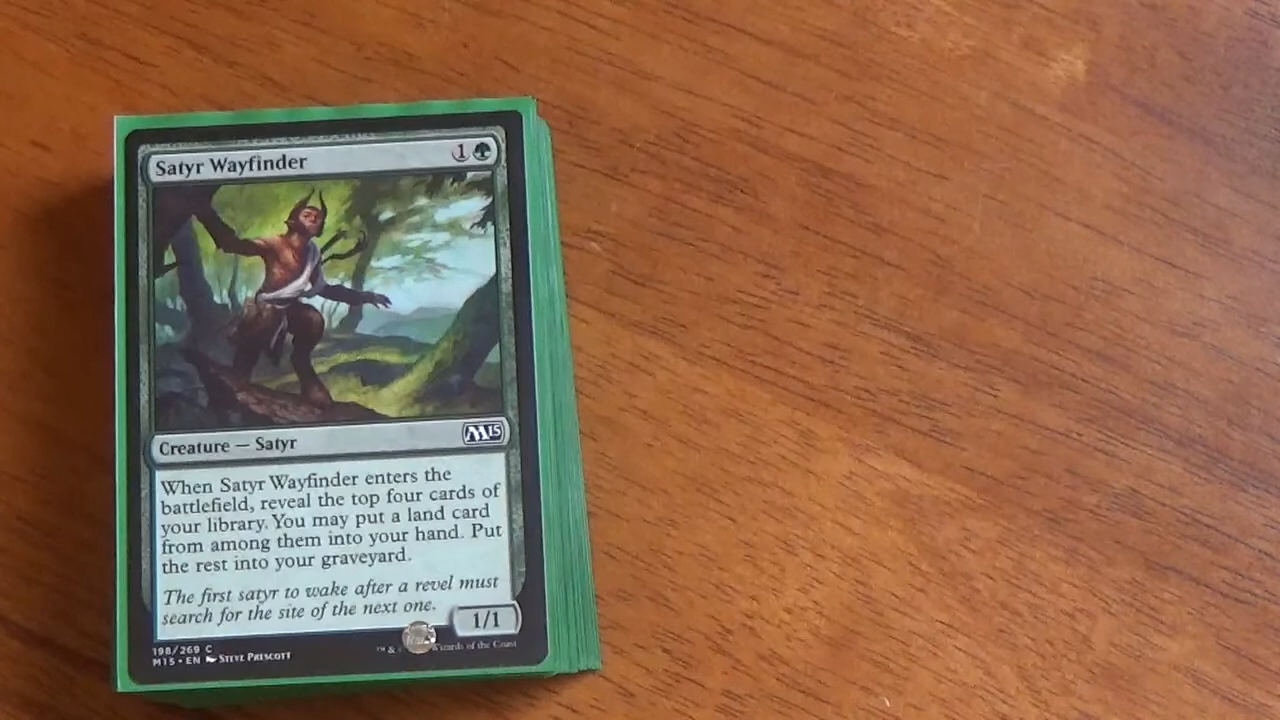 Satyr Wayfinder 1
Creature — Satyr M15
When Satyr Wayfinder enters the
battlefield, reveal the top four cards of
your library. You may put a land card
from among them into your hand. Put
the rest into your graveyard.
The first satyr to wake after a revel must
search for the site of the next one.
1/1
198/269 C
M15 • EN STEVE PRESCOTT
™ & Wizards of the Coast